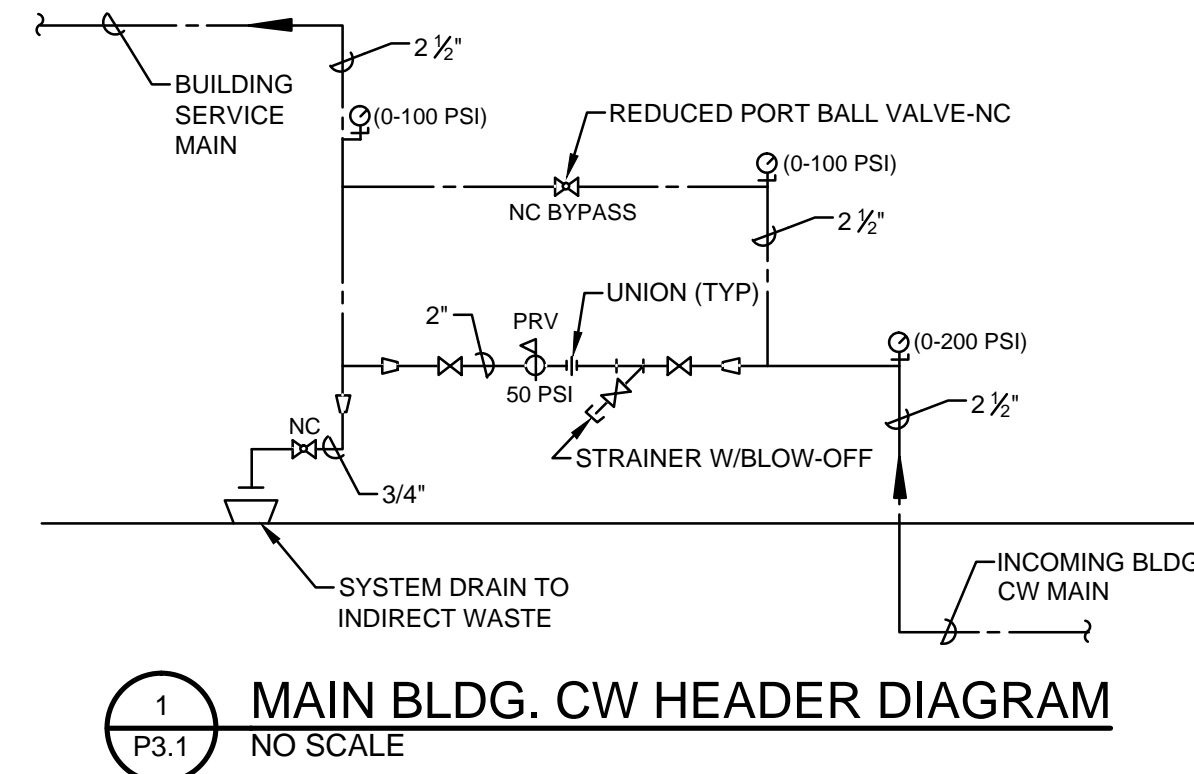 2 ½"
BUILDING
SERVICE
MAIN
(0-100 PSI)
REDUCED PORT BALL VALVE-NC
(0-100 PSI)
NC BYPASS
2 ½"
UNION (TYP)
2"
PRV
(0-200 PSI)
50 PSI
2 ½"
NC
STRAINER W/BLOW-OFF
3/4"
INCOMING BLDG
CW MAIN
SYSTEM DRAIN TO
INDIRECT WASTE
1
P3.1
MAIN BLDG. CW HEADER DIAGRAM
NO SCALE